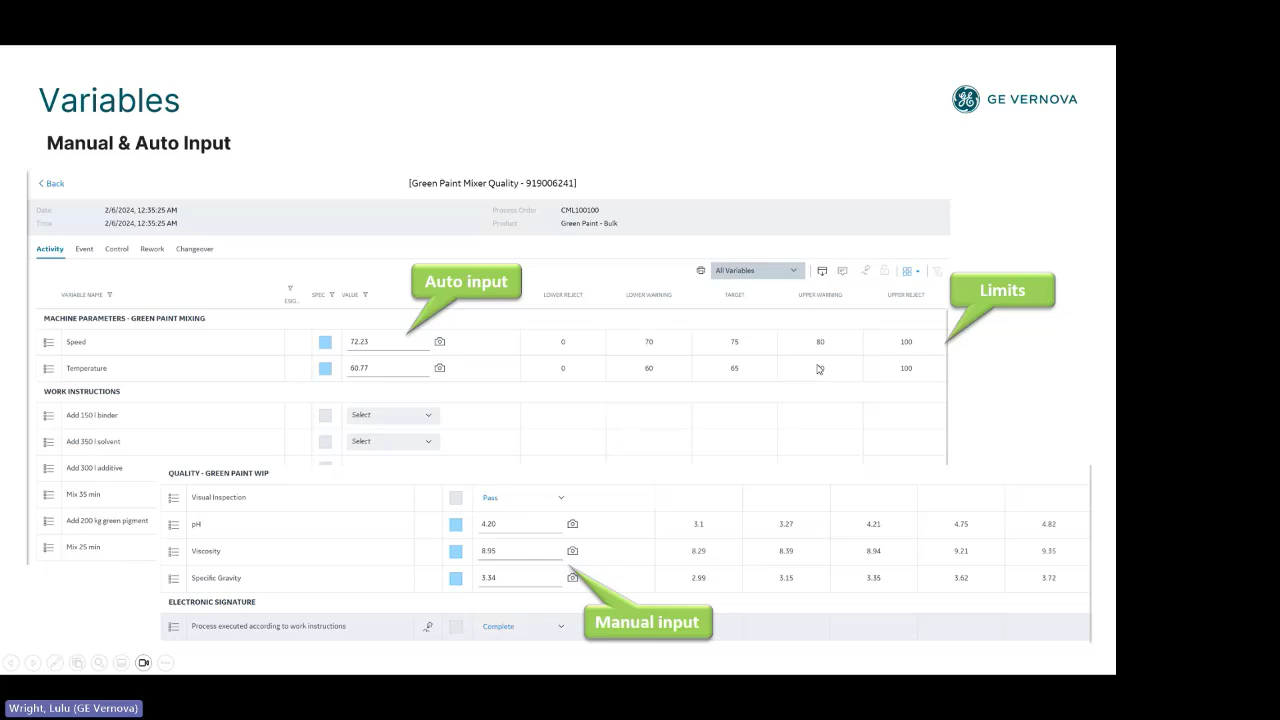 Variables
GE VERNOVA
Manual & Auto Input
Back
[Green Paint Mixer Quality - 919006241]
Date 2/6/2024, 12:35:25 AM Process Order CML100100
Time 2/6/2024, 12:35:25 AM Product Green Paint - Bulk
Activity Event Control Rework Changeover
All Variables
Auto input
Limits
VARIABLE NAME ESIG... SPEC VALUE LOWER REJECT LOWER WARNING TARGET UPPER WARNING UPPER REJECT
MACHINE PARAMETERS - GREEN PAINT MIXING
Speed 72.23 0 70 75 80 100
Temperature 60.77 0 60 65 100
WORK INSTRUCTIONS
Add 150 l binder Select
Add 350 l solvent Select
Add 300 l additive
Mix 35 min
Add 200 kg green pigment
Mix 25 min
QUALITY - GREEN PAINT WIP
Visual Inspection Pass
pH 4.20 3.1 3.27 4.21 4.75 4.82
Viscosity 8.95 8.29 8.39 8.94 9.21 9.35
Specific Gravity 3.34 2.99 3.15 3.35 3.62 3.72
ELECTRONIC SIGNATURE
Manual input
Process executed according to work instructions Complete
Wright, Lulu (GE Vernova)